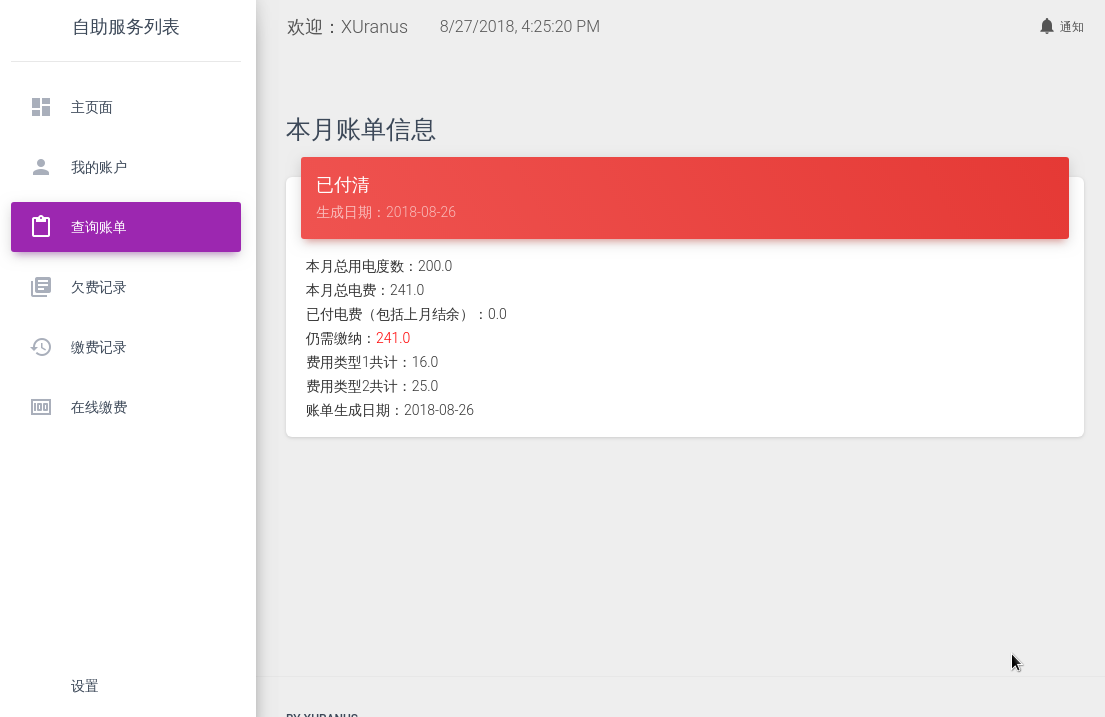 自助服务列表
欢迎：XUranus
8/27/2018, 4:25:20 PM
通知
主页面
我的账户
查询账单
欠费记录
缴费记录
在线缴费
设置
本月账单信息
已付清
生成日期：2018-08-26
本月总用电度数：200.0
本月总电费：241.0
已付电费（包括上月结余）：0.0
仍需缴纳：241.0
费用类型1共计：16.0
费用类型2共计：25.0
账单生成日期：2018-08-26
BY XURANUS